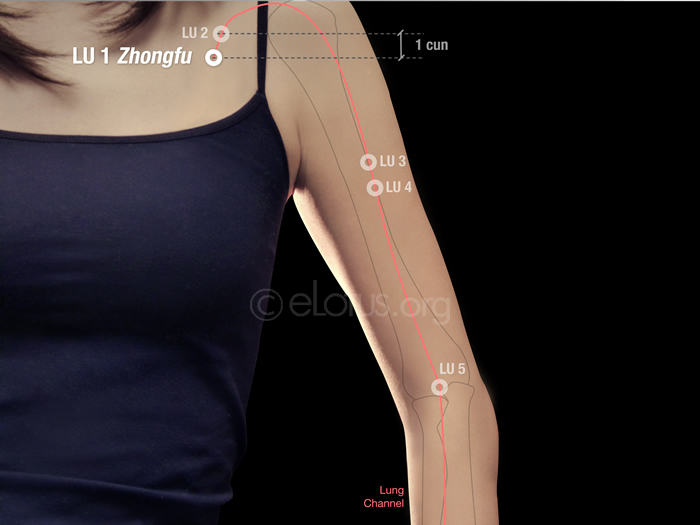 LU 2
LU 1 Zhongfu
1 cun
LU 3
LU 4
© eLotus.org
LU 5
Lung
Channel